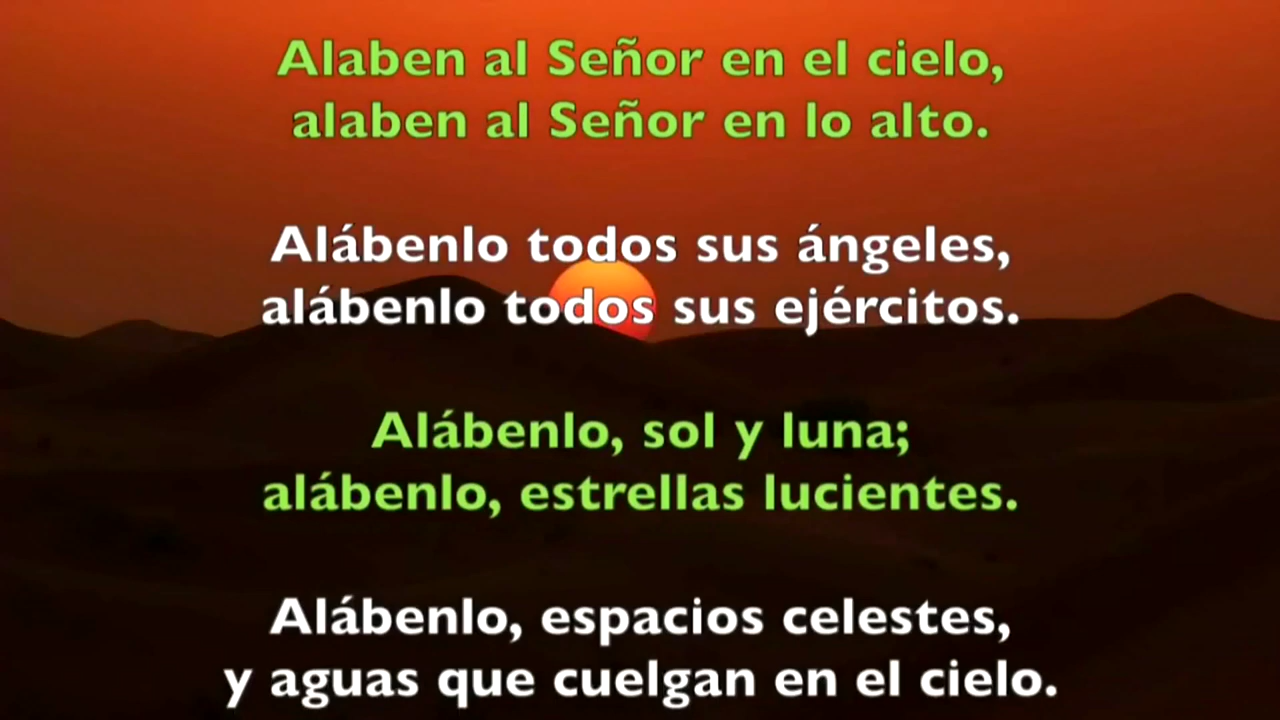 Alaben al Señor en el cielo,
alaben al Señor en lo alto.
Alábenlo todos sus ángeles,
alábenlo todos sus ejércitos.
Alábenlo, sol y luna;
alábenlo, estrellas lucientes.
Alábenlo, espacios celestes,
y aguas que cuelgan en el cielo.